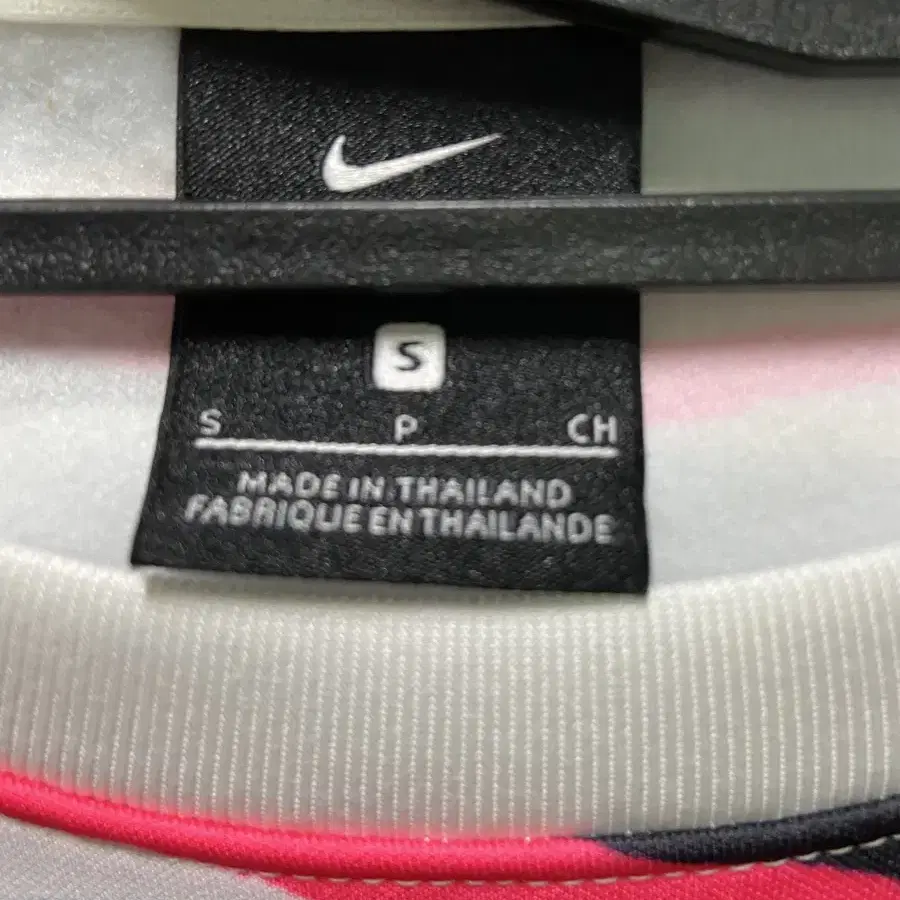 S
S P CH
MADE IN THAILAND
FABRIQUE EN THAILANDE